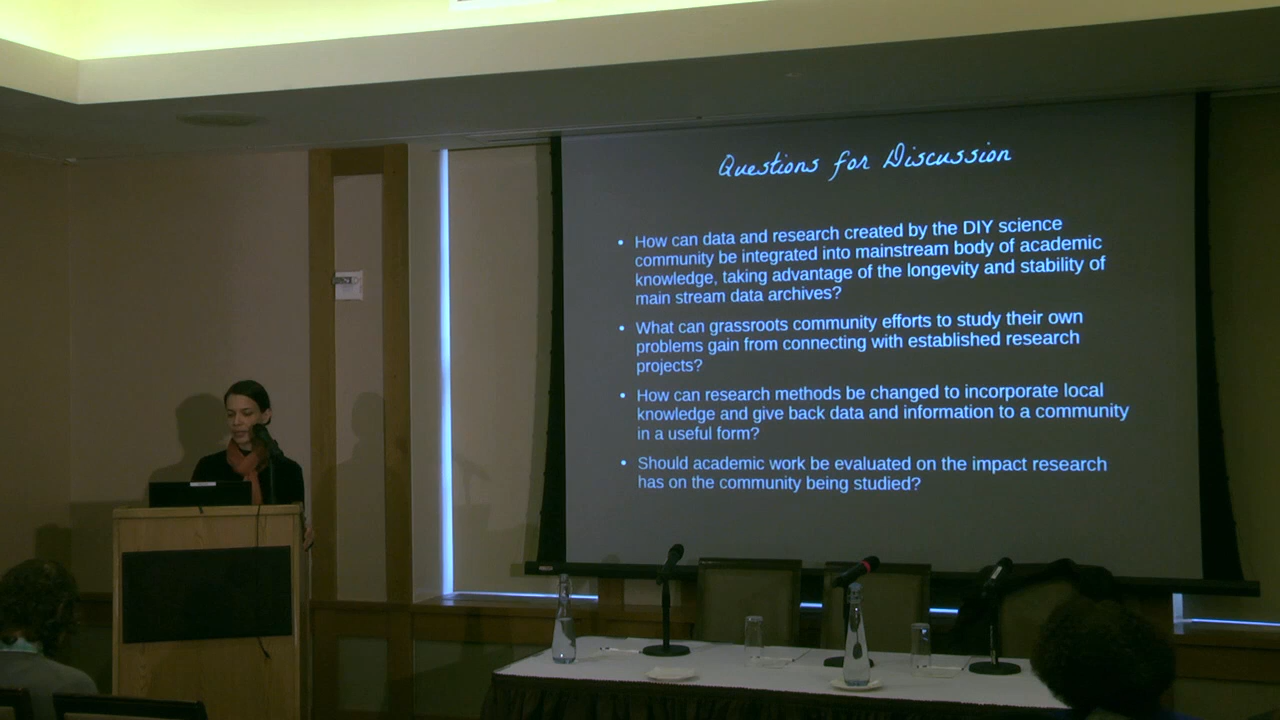 Questions for Discussion
• How can data and research created by the DIY science
community be integrated into mainstream body of academic
knowledge, taking advantage of the longevity and stability of
main stream data archives?
• What can grassroots community efforts to study their own
problems gain from connecting with established research
projects?
• How can research methods be changed to incorporate local
knowledge and give back data and information to a community
in a useful form?
• Should academic work be evaluated on the impact research
has on the community being studied?